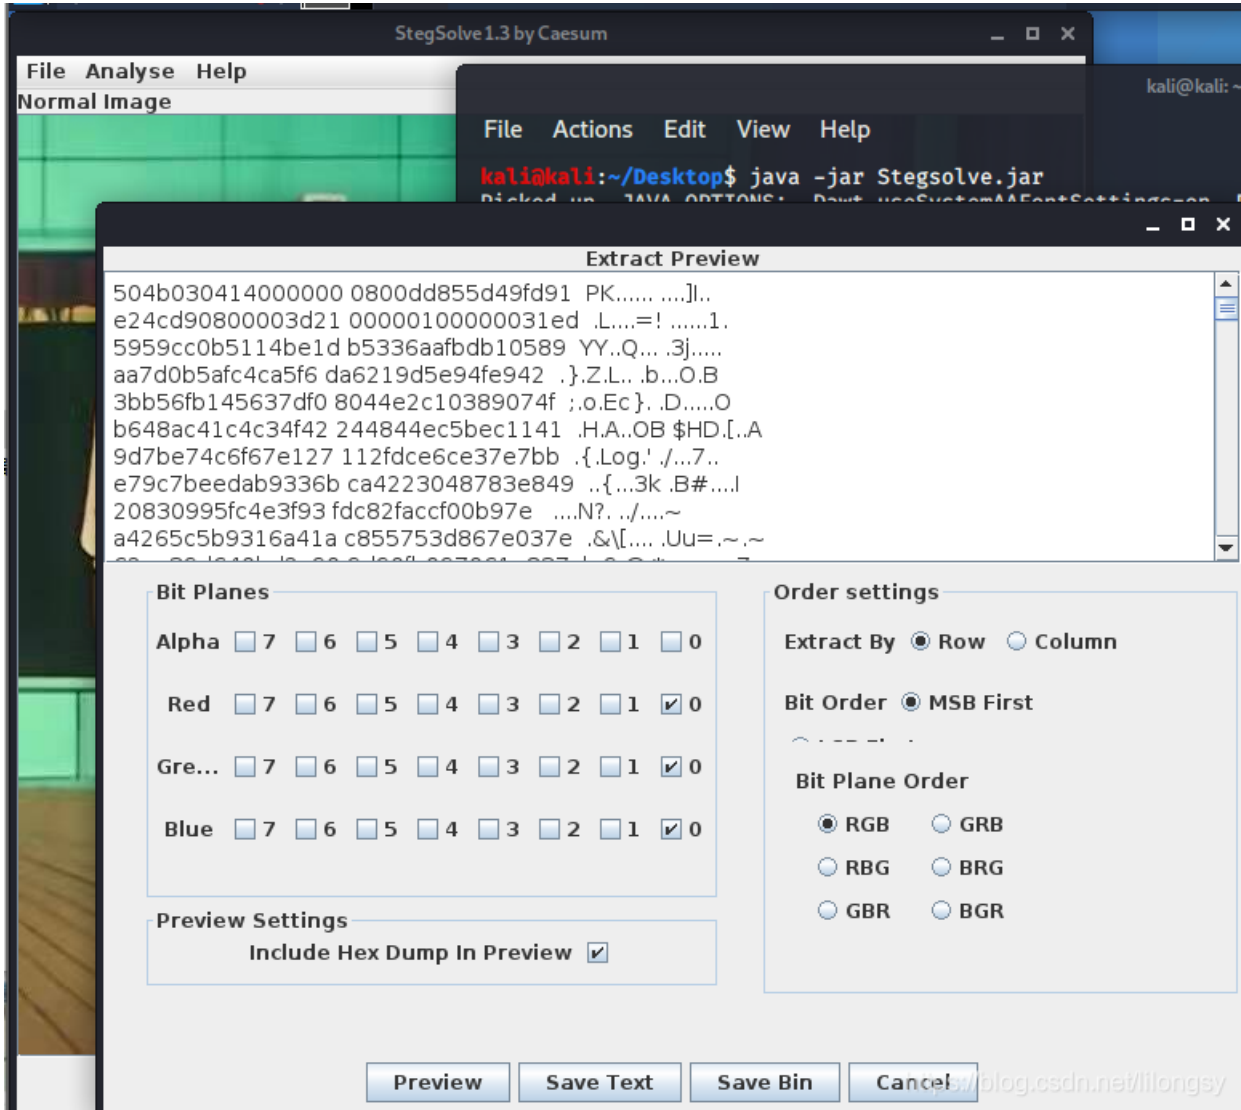 StegSolve 1.3 by Caesum
File Analyse Help
Normal Image
kali@kali: ~
File Actions Edit View Help
kali@kali:~/Desktop$ java -jar Stegsolve.jar
Picked up _JAVA_OPTIONS: -Dawt.useSystemAAFontSettings=on
Extract Preview
504b030414000000 0800dd855d49fd91 PK...... ....]I..
e24cd90800003d21 00000100000031ed .L....=! ......1.
5959cc0b5114be1d b5336aafbdb10589 YY..Q... .3j.....
aa7d0b5afc4ca5f6 da6219d5e94fe942 .}.Z.L.. .b...O.B
3bb56fb145637df0 8044e2c10389074f ;.o.Ec}. .D.....O
b648ac41c4c34f42 244844ec5bec1141 .H.A..OB $HD.[..A
9d7be74c6f67e127 112fdce6ce37e7bb .{.Log.' ./...7..
e79c7beedab9336b ca4223048783e849 ..{...3k .B#....I
20830995fc4e3f93 fdc82faccf00b97e ....N?. ../....~
a4265c5b9316a41a c855753d867e037e .&\[.... .Uu=.~.~
Bit Planes
Alpha 7 6 5 4 3 2 1 0
Red 7 6 5 4 3 2 1 0
Gre... 7 6 5 4 3 2 1 0
Blue 7 6 5 4 3 2 1 0
Preview Settings
Include Hex Dump In Preview
Order settings
Extract By Row Column
Bit Order MSB First
Bit Plane Order
RGB GRB
RBG BRG
GBR BGR
Preview Save Text Save Bin Cancel
https://blog.csdn.net/lilongsy